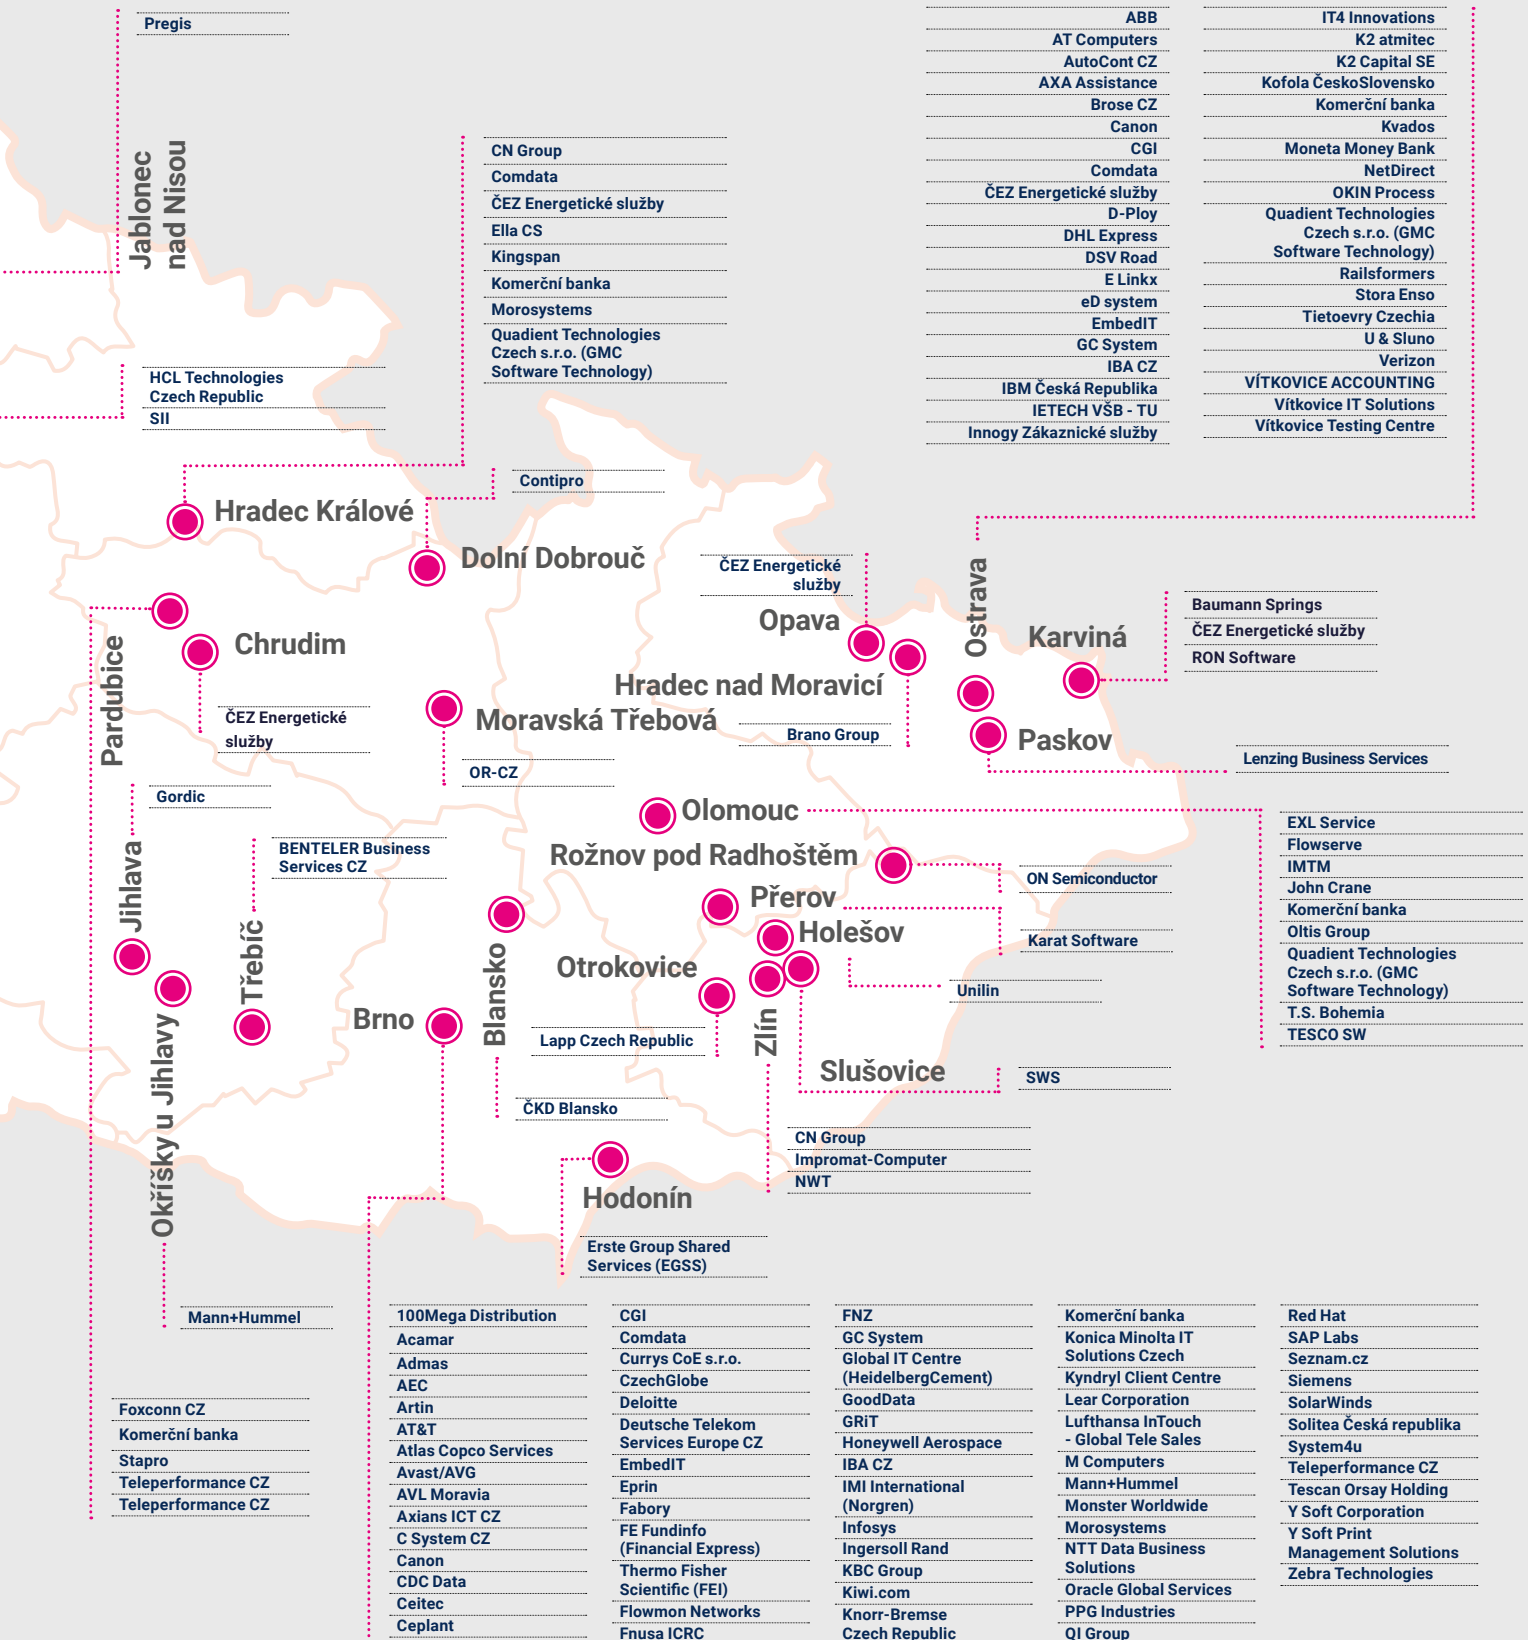 Pregis
Jablonec
nad Nisou
CN Group
Comdata
ČEZ Energetické služby
Ella CS
Kingspan
Komerční banka
Morosystems
Quadient Technologies
Czech s.r.o. (GMC
Software Technology)
ABB
AT Computers
AutoCont CZ
AXA Assistance
Brose CZ
Canon
CGI
Comdata
ČEZ Energetické služby
D-Ploy
DHL Express
DSV Road
E Linkx
eD system
EmbedIT
GC System
IBA CZ
IBM Česká Republika
IETECH VŠB - TU
Innogy Zákaznické služby
IT4 Innovations
K2 atmitec
K2 Capital SE
Kofola ČeskoSlovensko
Komerční banka
Kvados
Moneta Money Bank
NetDirect
OKIN Process
Quadient Technologies
Czech s.r.o. (GMC
Software Technology)
Railsformers
Stora Enso
Tietoevry Czechia
U & Sluno
Verizon
VÍTKOVICE ACCOUNTING
Vítkovice IT Solutions
Vítkovice Testing Centre
HCL Technologies
Czech Republic
SII
Hradec Králové
Contipro
Dolní Dobrouč
ČEZ Energetické
služby
Opava
Ostrava
Karviná
Baumann Springs
ČEZ Energetické služby
RON Software
Pardubice
Chrudim
ČEZ Energetické
služby
Hradec nad Moravicí
Brano Group
Moravská Třebová
OR-CZ
Paskov
Lenzing Business Services
Gordic
Jihlava
BENTELER Business
Services CZ
Třebíč
Olomouc
EXL Service
Flowserve
IMTM
John Crane
Komerční banka
Oltis Group
Quadient Technologies
Czech s.r.o. (GMC
Software Technology)
T.S. Bohemia
TESCO SW
Rožnov pod Radhoštěm
ON Semiconductor
Přerov
Karat Software
Holešov
Unilin
Otrokovice
Lapp Czech Republic
Blansko
ČKD Blansko
Brno
Zlín
Slušovice
SWS
CN Group
Impromat-Computer
NWT
Okříšky u Jihlavy
Mann+Hummel
Hodonín
Erste Group Shared
Services (EGSS)
Foxconn CZ
Komerční banka
Stapro
Teleperformance CZ
Teleperformance CZ
100Mega Distribution
Acamar
Admas
AEC
Artin
AT&T
Atlas Copco Services
Avast/AVG
AVL Moravia
Axians ICT CZ
C System CZ
Canon
CDC Data
Ceitec
Ceplant
CGI
Comdata
Currys CoE s.r.o.
CzechGlobe
Deloitte
Deutsche Telekom
Services Europe CZ
EmbedIT
Eprin
Fabory
FE Fundinfo
(Financial Express)
Thermo Fisher
Scientific (FEI)
Flowmon Networks
Fnusa ICRC
FNZ
GC System
Global IT Centre
(HeidelbergCement)
GoodData
GRiT
Honeywell Aerospace
IBA CZ
IMI International
(Norgren)
Infosys
Ingersoll Rand
KBC Group
Kiwi.com
Knorr-Bremse
Czech Republic
Komerční banka
Konica Minolta IT
Solutions Czech
Kyndryl Client Centre
Lear Corporation
Lufthansa InTouch
- Global Tele Sales
M Computers
Mann+Hummel
Monster Worldwide
Morosystems
NTT Data Business
Solutions
Oracle Global Services
PPG Industries
QI Group
Red Hat
SAP Labs
Seznam.cz
Siemens
SolarWinds
Solitea Česká republika
System4u
Teleperformance CZ
Tescan Orsay Holding
Y Soft Corporation
Y Soft Print
Management Solutions
Zebra Technologies